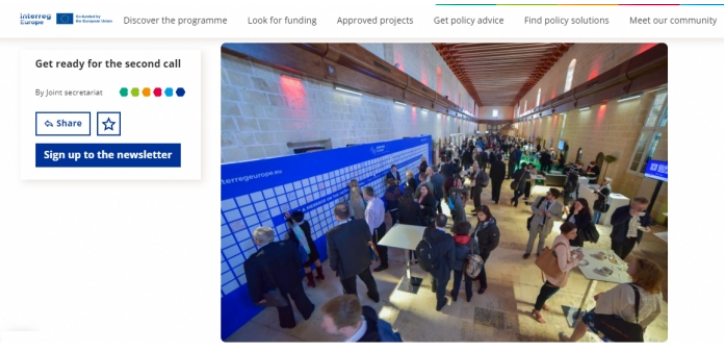 interreg
Europe
Co-funded by
the European Union
Discover the programme
Look for funding
Approved projects
Get policy advice
Find policy solutions
Meet our community
Get ready for the second call
By Joint secretariat
Share
Sign up to the newsletter
terregeurope.eu